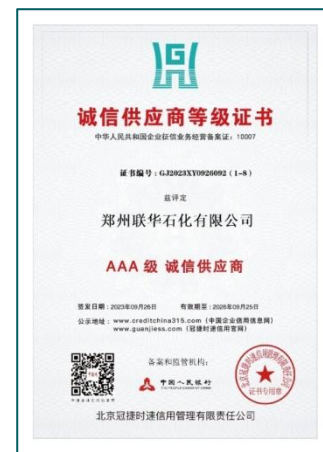 诚信供应商等级证书
中华人民共和国企业征信业务经营备案证：10007
证书编号：GJ2023XY0926092（1-8）
兹评定
郑州联华石化有限公司
AAA 级 诚信供应商
签发日期：2023年09月26日 有效期至：2026年09月25日
公示地址：www.creditchina315.com（中国企业信用信息网）
www.guanjiess.com（冠捷时速信用官网）
备案和监管机构：
中国人民银行
证书专用章
北京冠捷时速信用管理有限责任公司